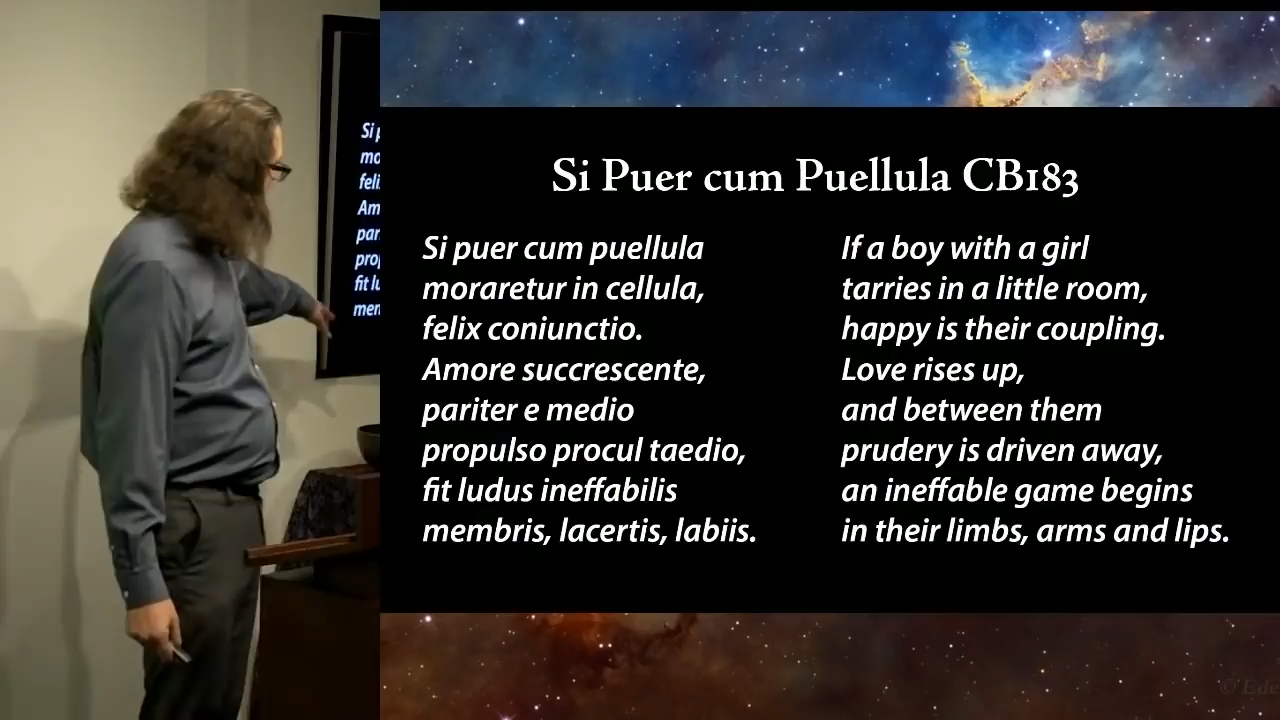 Si Puer cum Puellula CB183
Si puer cum puellula
moraretur in cellula,
felix coniunctio.
Amore succrescente,
pariter e medio
propulso procul taedio,
fit ludus ineffabilis
membris, lacertis, labiis.
If a boy with a girl
tarries in a little room,
happy is their coupling.
Love rises up,
and between them
prudery is driven away,
an ineffable game begins
in their limbs, arms and lips.